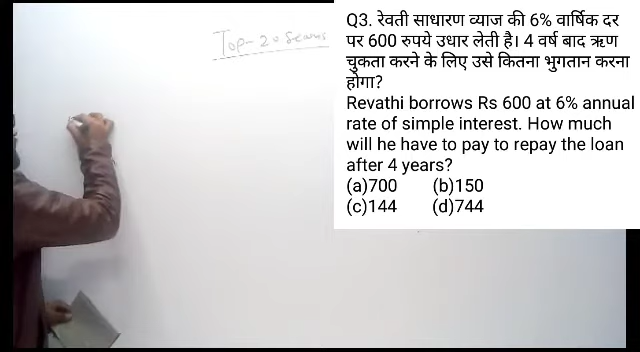 Top-20 Seams
Q3. रेवती साधारण व्याज की 6% वार्षिक दर
पर 600 रुपये उधार लेती है। 4 वर्ष बाद ऋण
चुकता करने के लिए उसे कितना भुगतान करना
होगा?
Revathi borrows Rs 600 at 6% annual
rate of simple interest. How much
will he have to pay to repay the loan
after 4 years?
(a)700 (b)150
(c)144 (d)744